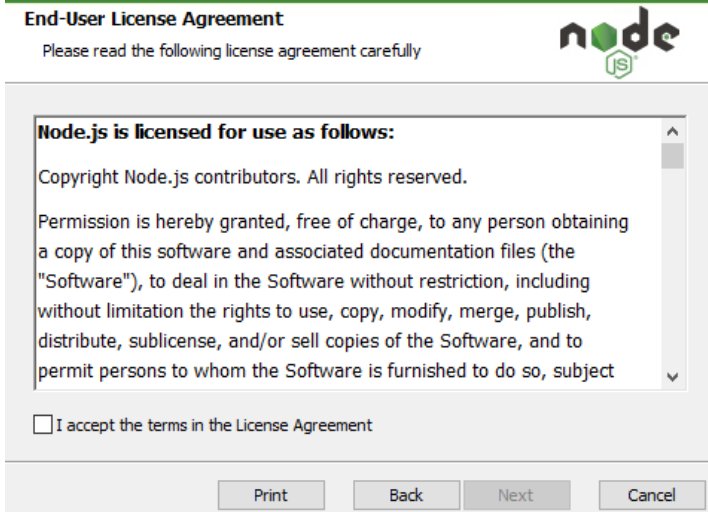 End-User License Agreement
Please read the following license agreement carefully
node
JS
Node.js is licensed for use as follows:
Copyright Node.js contributors. All rights reserved.
Permission is hereby granted, free of charge, to any person obtaining
a copy of this software and associated documentation files (the
"Software"), to deal in the Software without restriction, including
without limitation the rights to use, copy, modify, merge, publish,
distribute, sublicense, and/or sell copies of the Software, and to
permit persons to whom the Software is furnished to do so, subject
I accept the terms in the License Agreement
Print Back Next Cancel